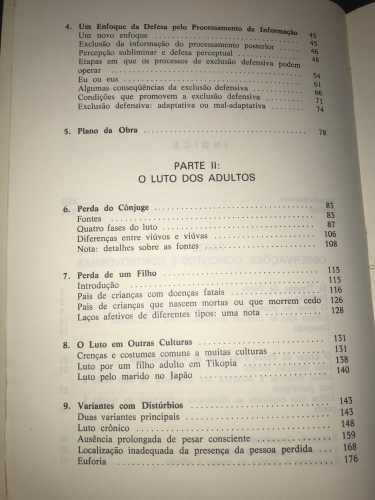 4. Um Enfoque da Defesa pelo Processamento de Informação 45
Um novo enfoque 45
Exclusão da informação do processamento posterior 46
Percepção subliminar e defesa perceptual 48
Etapas em que os processos de exclusão defensiva podem
operar 54
Eu ou eus 61
Algumas conseqüências da exclusão defensiva 66
Condições que promovem a exclusão defensiva 71
Exclusão defensiva: adaptativa ou mal-adaptativa? 74
5. Plano da Obra 78
PARTE II:
O LUTO DOS ADULTOS
6. Perda do Cônjuge 83
Fontes 83
Quatro fases do luto 87
Diferenças entre viúvos e viúvas 106
Nota: detalhes sobre as fontes 108
7. Perda de um Filho 115
Introdução 115
Pais de crianças com doenças fatais 116
Pais de crianças que nascem mortas ou que morrem cedo 126
Laços afetivos de diferentes tipos: uma nota 128
8. O Luto em Outras Culturas 131
Crenças e costumes comuns a muitas culturas 131
Luto por um filho adulto em Tikopia 138
Luto pelo marido no Japão 140
9. Variantes com Distúrbios 143
Duas variantes principais 143
Luto crônico 148
Ausência prolongada de pesar consciente 159
Localização inadequada da presença da pessoa perdida 168
Euforia 176